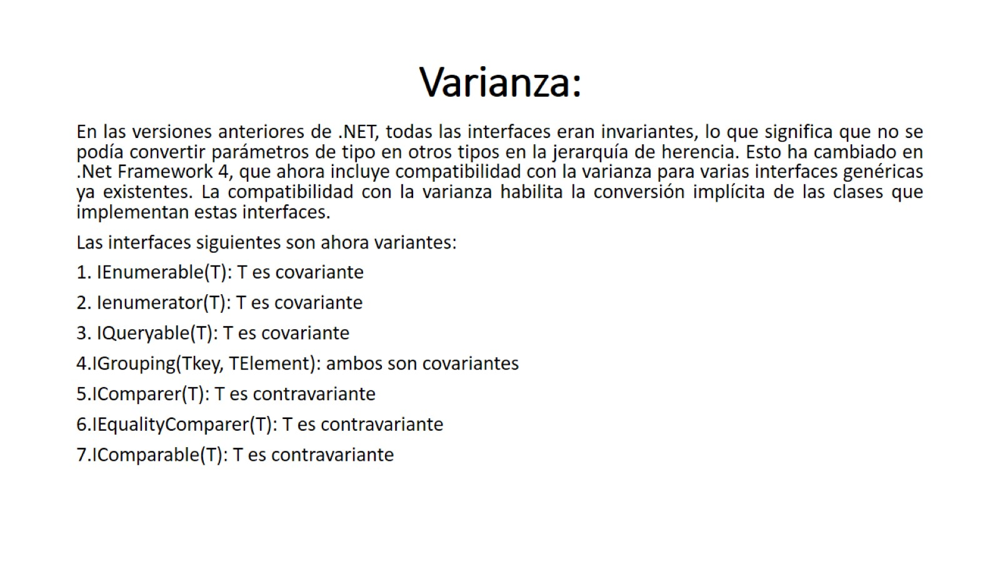 Varianza:
En las versiones anteriores de .NET, todas las interfaces eran invariantes, lo que significa que no se
podía convertir parámetros de tipo en otros tipos en la jerarquía de herencia. Esto ha cambiado en
.Net Framework 4, que ahora incluye compatibilidad con la varianza para varias interfaces genéricas
ya existentes. La compatibilidad con la varianza habilita la conversión implícita de las clases que
implementan estas interfaces.
Las interfaces siguientes son ahora variantes:
1. IEnumerable(T): T es covariante
2. Ienumerator(T): T es covariante
3. IQueryable(T): T es covariante
4.IGrouping(Tkey, TElement): ambos son covariantes
5.IComparer(T): T es contravariante
6.IEqualityComparer(T): T es contravariante
7.IComparable(T): T es contravariante